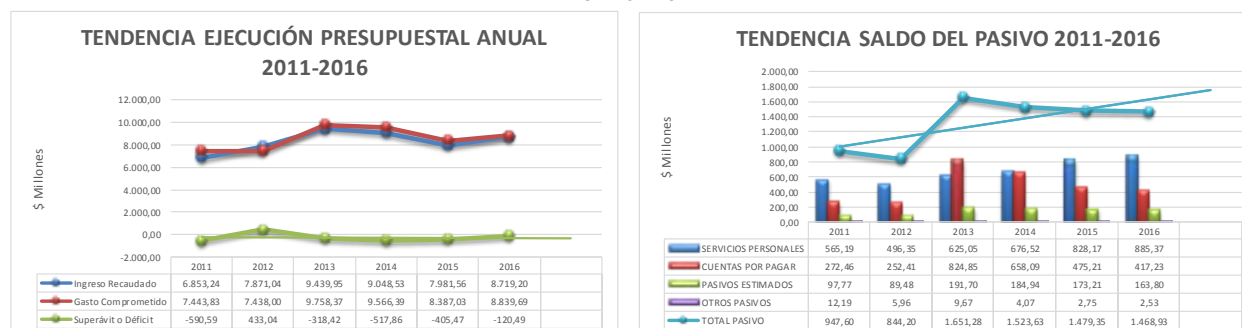 TENDENCIA EJECUCIÓN PRESUPUESTAL ANUAL
2011-2016
12.000,00
10.000,00
8.000,00
6.000,00
4.000,00
2.000,00
0,00
-2.000,00
$ Millones
2011 2012 2013 2014 2015 2016
Ingreso Recaudado 6.853,24 7.871,04 9.439,95 9.048,53 7.981,56 8.719,20
Gasto Comprometido 7.443,83 7.438,00 9.758,37 9.566,39 8.387,03 8.839,69
Superávit o Déficit -590,59 433,04 -318,42 -517,86 -405,47 -120,49
TENDENCIA SALDO DEL PASIVO 2011-2016
2.000,00
1.800,00
1.600,00
1.400,00
1.200,00
1.000,00
800,00
600,00
400,00
200,00
0,00
$ Millones
2011 2012 2013 2014 2015 2016
SERVICIOS PERSONALES 565,19 496,35 625,05 676,52 828,17 885,37
CUENTAS POR PAGAR 272,46 252,41 824,85 658,09 475,21 417,23
PASIVOS ESTIMADOS 97,77 89,48 191,70 184,94 173,21 163,80
OTROS PASIVOS 12,19 5,96 9,67 4,07 2,75 2,53
TOTAL PASIVO 947,60 844,20 1.651,28 1.523,63 1.479,35 1.468,93